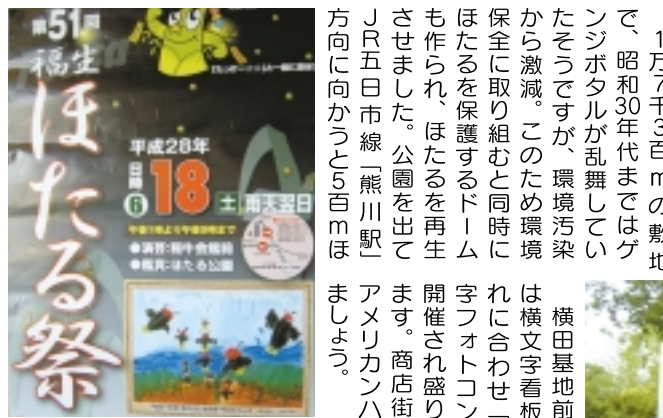 第51回
福生
ほたる祭
平成28年
日時
6 18 土 雨天翌日
●鑑賞:ほたる公園
１万７千３百ｍの敷地
で、昭和30年代まではゲ
ンジボタルが乱舞してい
たそうですが、環境汚染
から激減。このため環境
保全に取り組むと同時に
ほたるを保護するドーム
も作られ、ほたるを再生
させました。公園を出て
ＪＲ五日市線「熊川駅」
方向に向かうと５百ｍほ
横田基地前
は横文字看板
れに合わせ「
字フォトコン
開催され盛り
ます。商店街
アメリカンハ
ましょう。